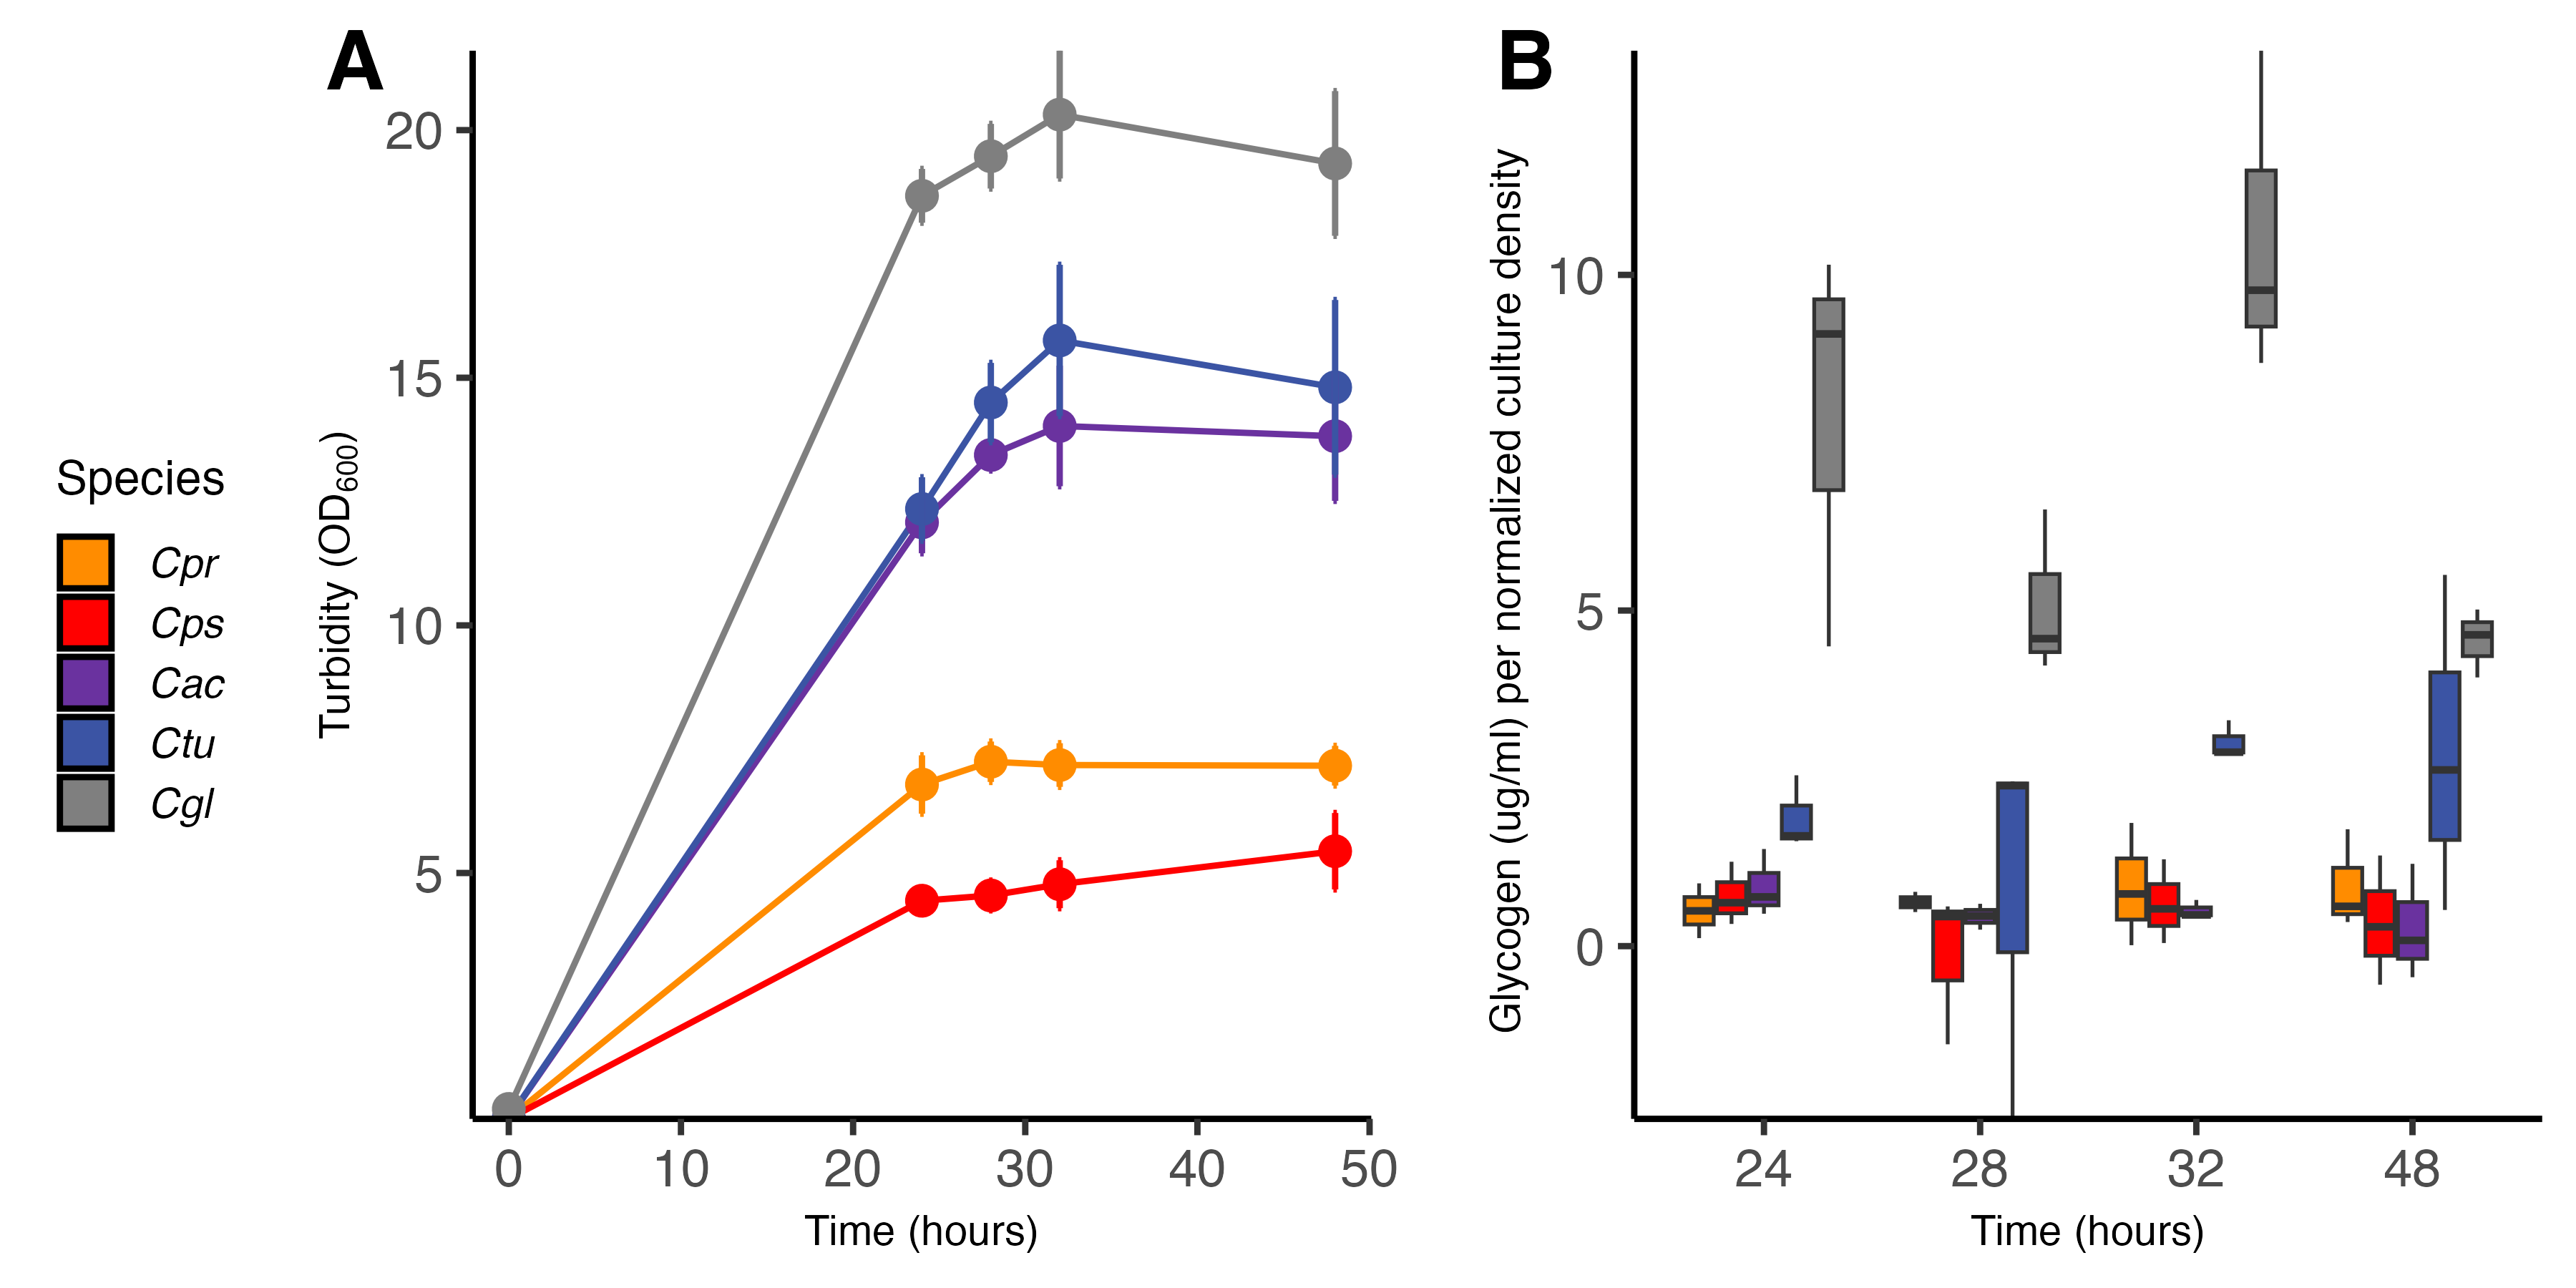 Species
Cpr
Cps
Cac
Ctu
Cgl
A
Turbidity (OD600)
20
15
10
5
0 10 20 30 40 50
Time (hours)
B
Glycogen (ug/ml) per normalized culture density
10
5
0
24 28 32 48
Time (hours)